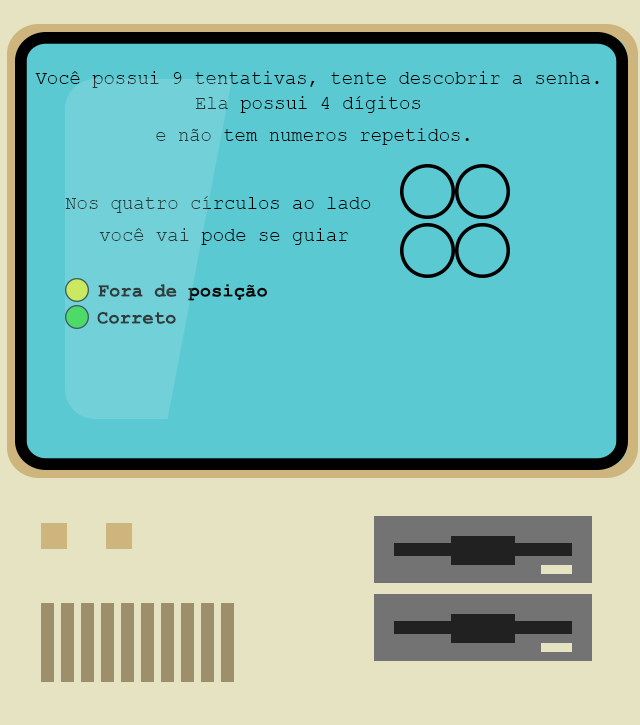 Você possui 9 tentativas, tente descobrir a senha.
Ela possui 4 dígitos
e não tem numeros repetidos.
Nos quatro círculos ao lado
você vai pode se guiar
Fora de posição
Correto